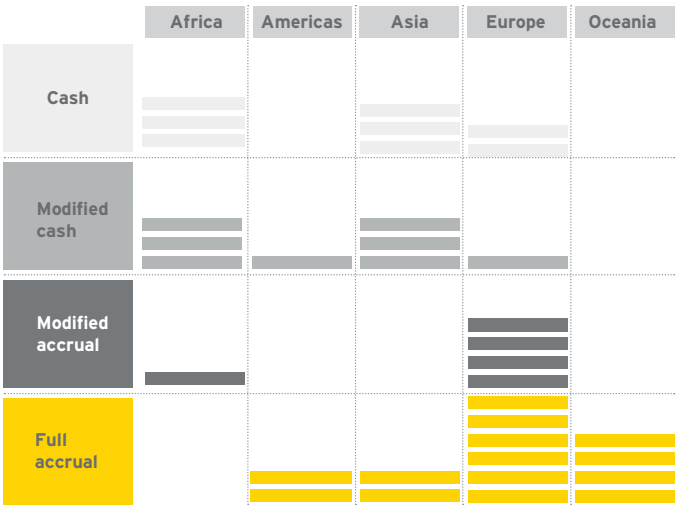 Africa Americas Asia Europe Oceania
Cash
Modified
cash
Modified
accrual
Full
accrual